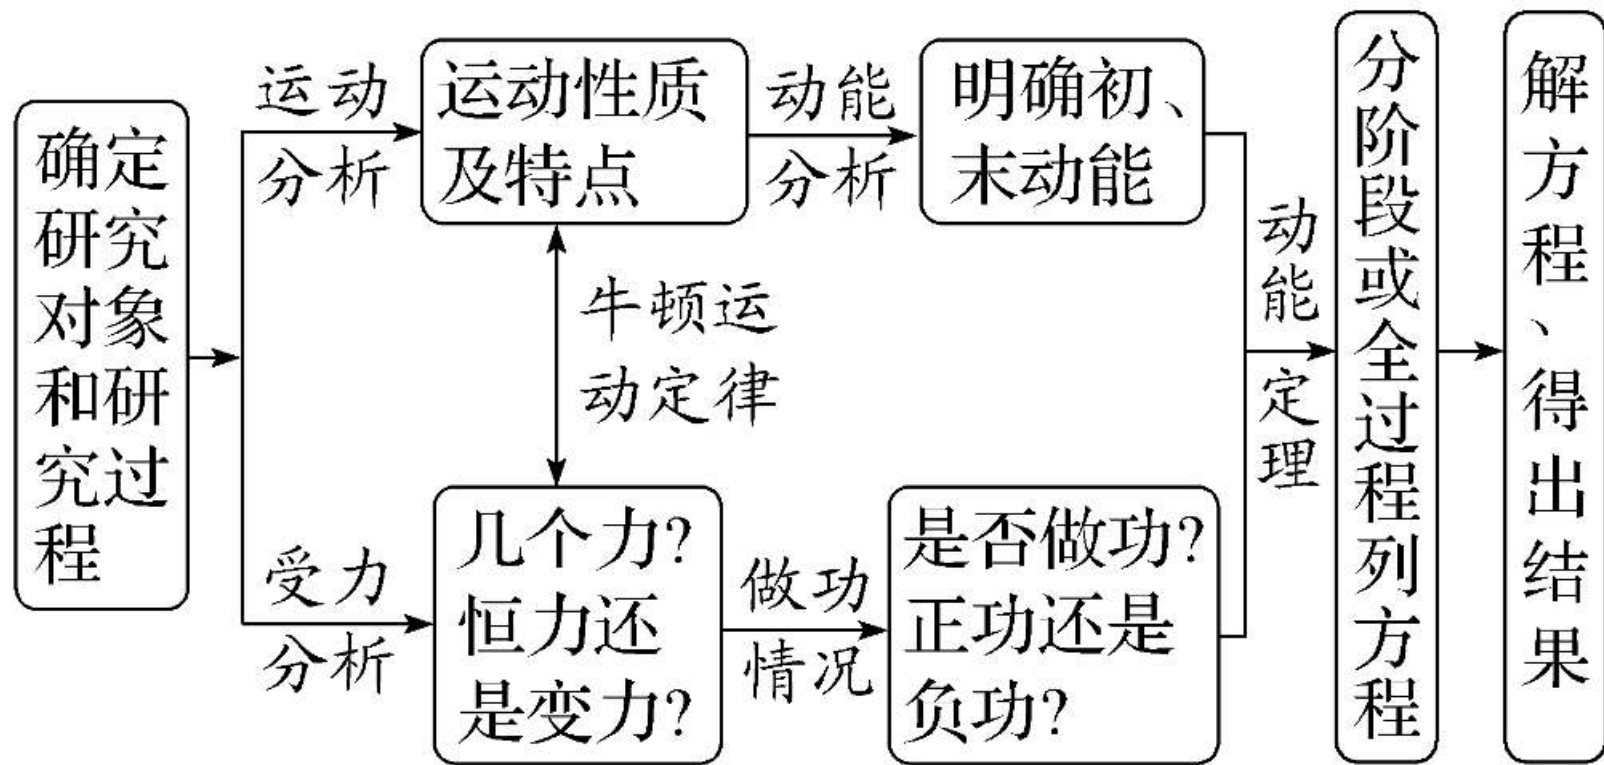 确定
研究
对象
和研
究过
程
运动
分析
运动性质
及特点
动能
分析
明确初、
末动能
牛顿运
动定律
受力
分析
几个力?
恒力还
是变力?
做功
情况
是否做功?
正功还是
负功?
动能定理
分阶段或全过程列方程
解方程、得出结果